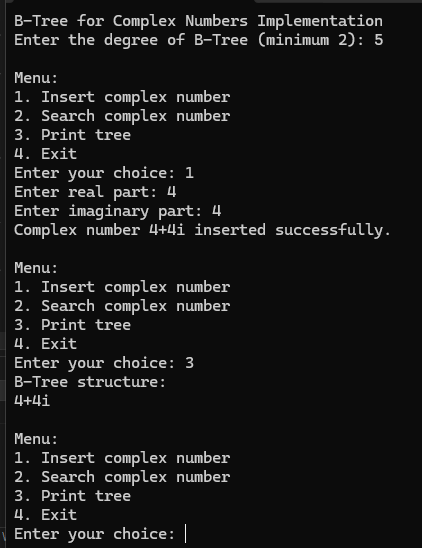 B-Tree for Complex Numbers Implementation
Enter the degree of B-Tree (minimum 2): 5
Menu:
1. Insert complex number
2. Search complex number
3. Print tree
4. Exit
Enter your choice: 1
Enter real part: 4
Enter imaginary part: 4
Complex number 4+4i inserted successfully.
Menu:
1. Insert complex number
2. Search complex number
3. Print tree
4. Exit
Enter your choice: 3
B-Tree structure:
4+4i
Menu:
1. Insert complex number
2. Search complex number
3. Print tree
4. Exit
Enter your choice: